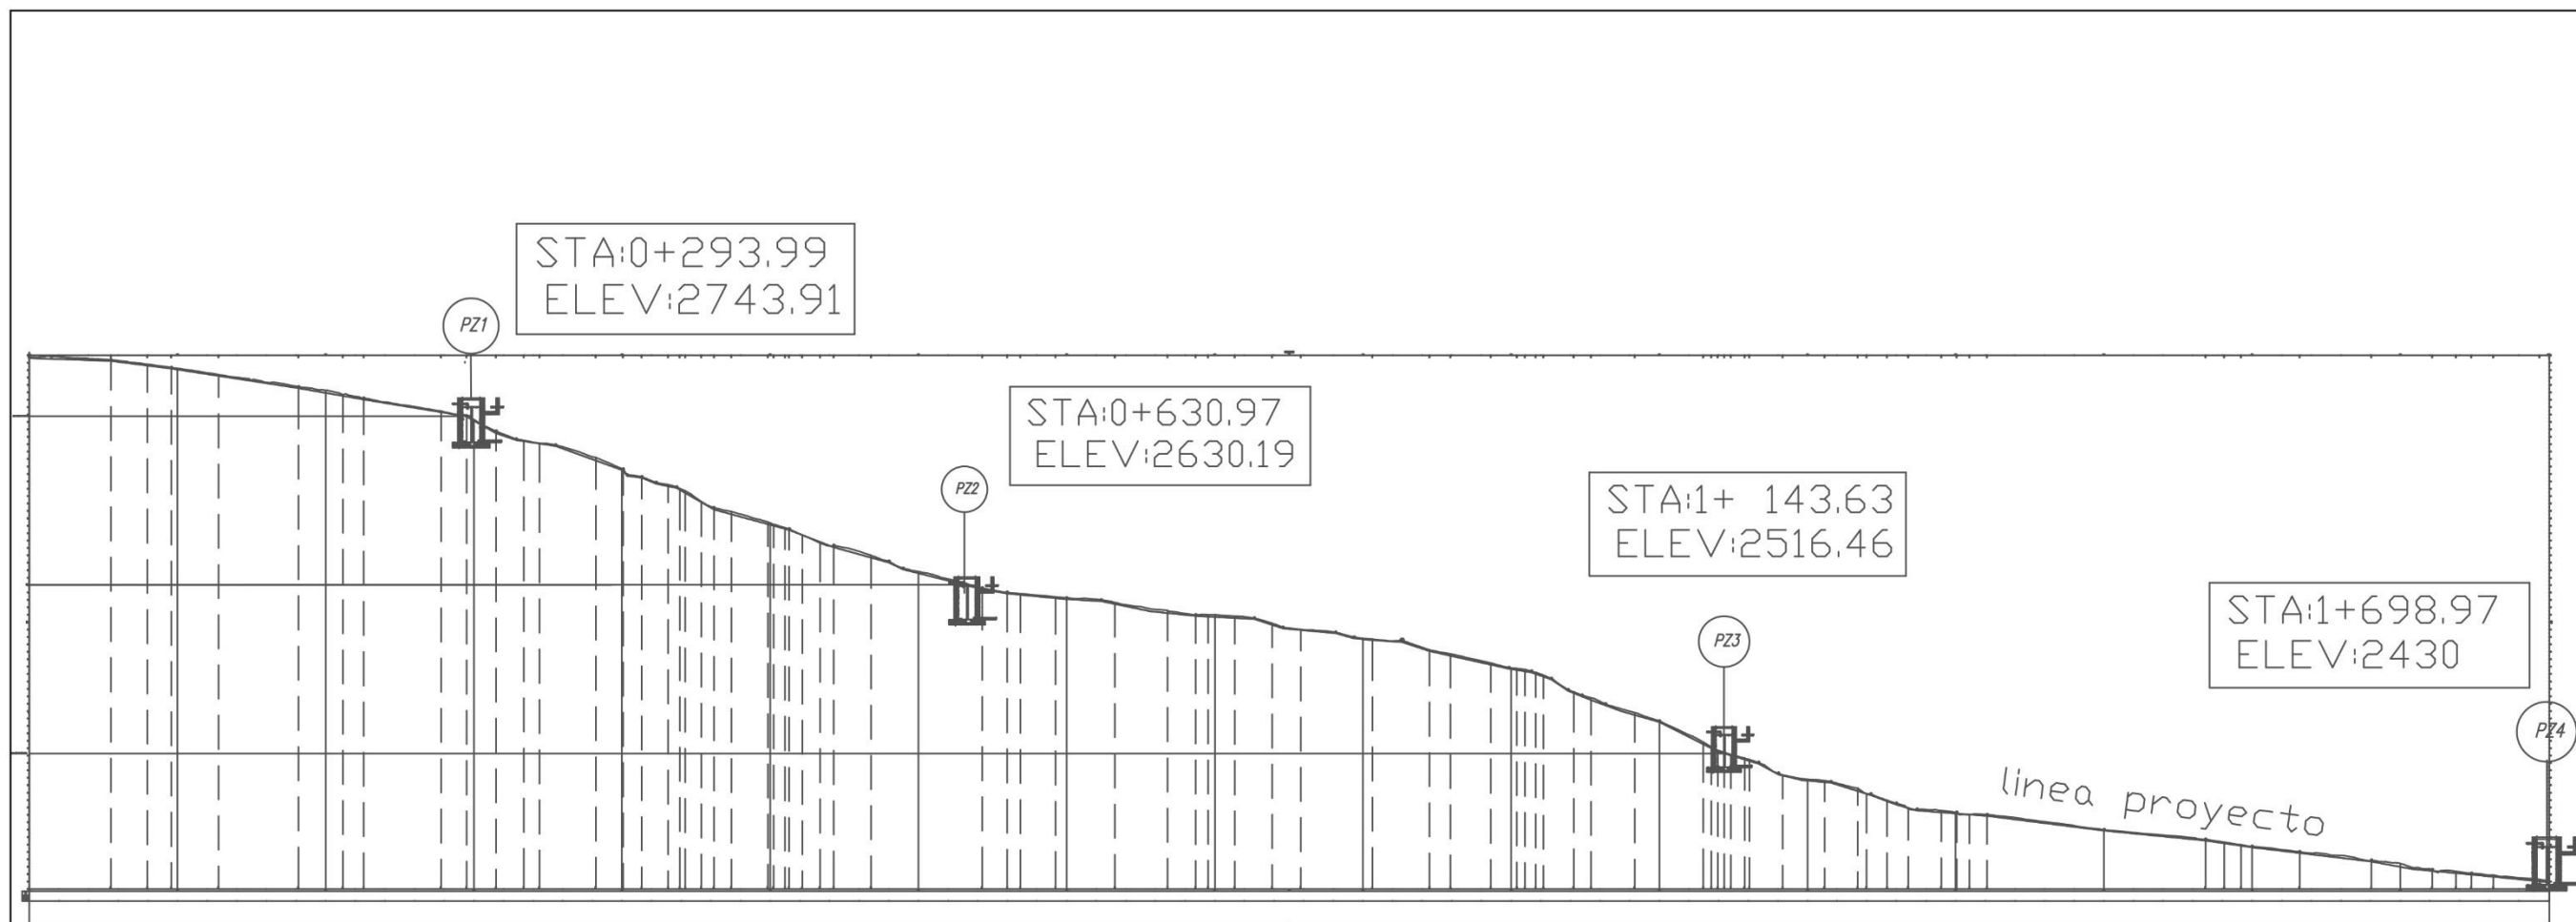 STA:0+293.99
ELEV:2743.91
PZ1
STA:0+630.97
ELEV:2630.19
PZ2
STA:1+ 143.63
ELEV:2516.46
PZ3
STA:1+698.97
ELEV:2430
PZ4
linea proyecto